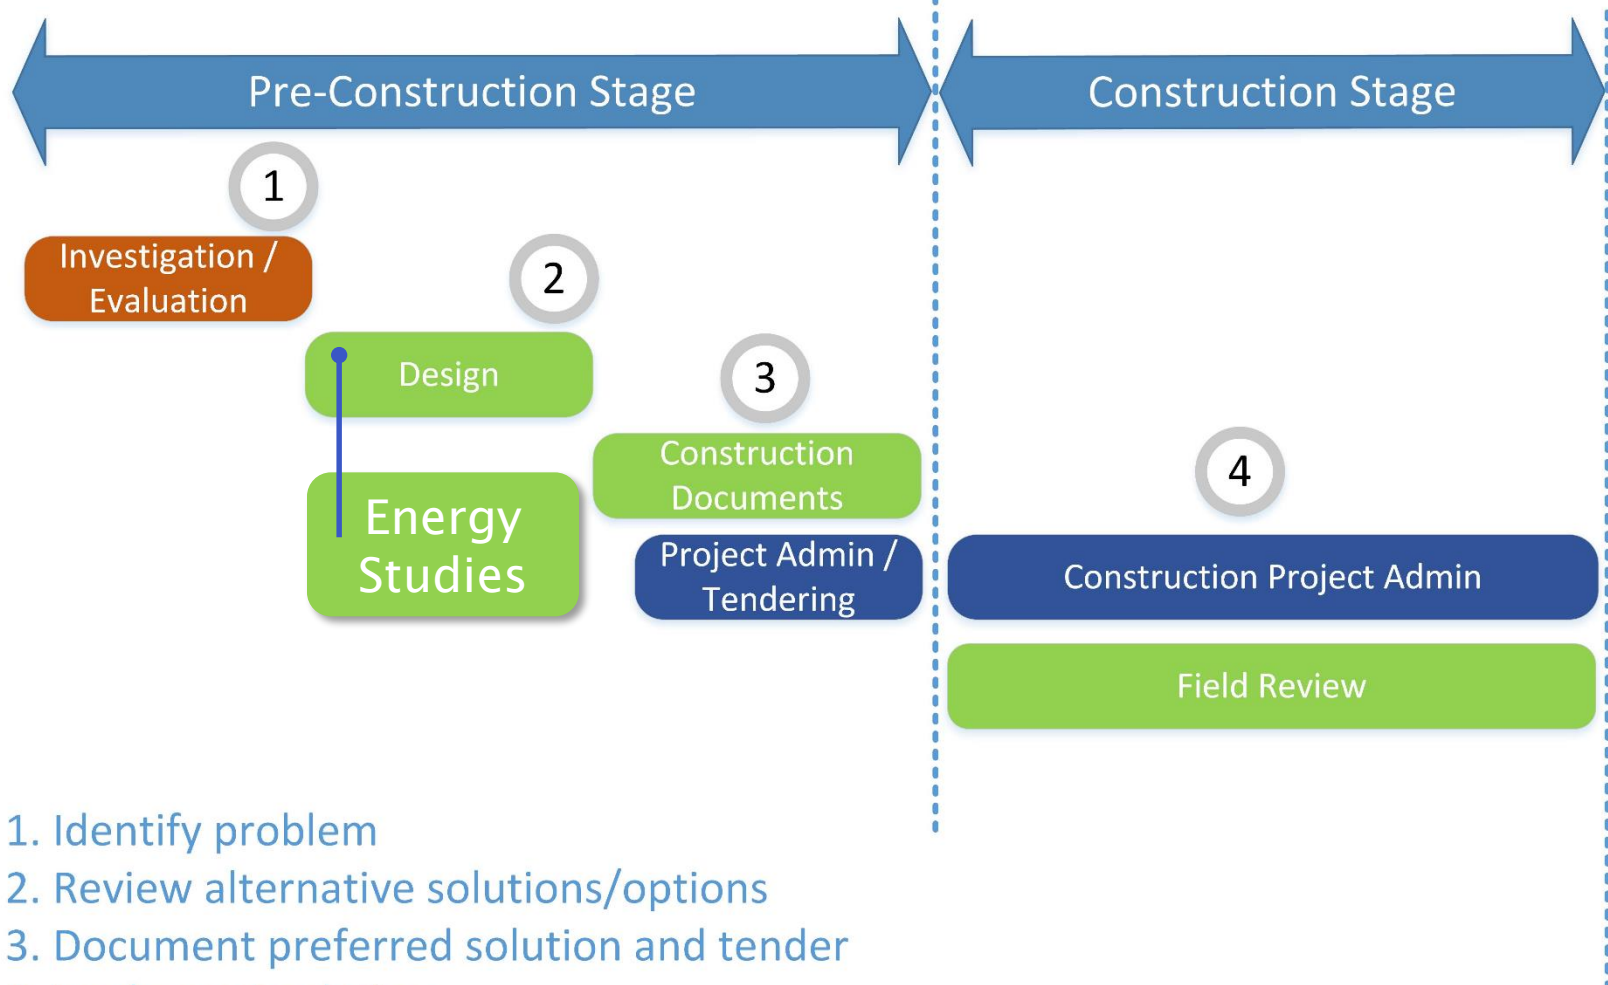 Pre-Construction Stage
Construction Stage
1
Investigation /
Evaluation
2
Design
3
Construction
Documents
4
Energy
Studies
Project Admin /
Tendering
Construction Project Admin
Field Review
1. Identify problem
2. Review alternative solutions/options
3. Document preferred solution and tender